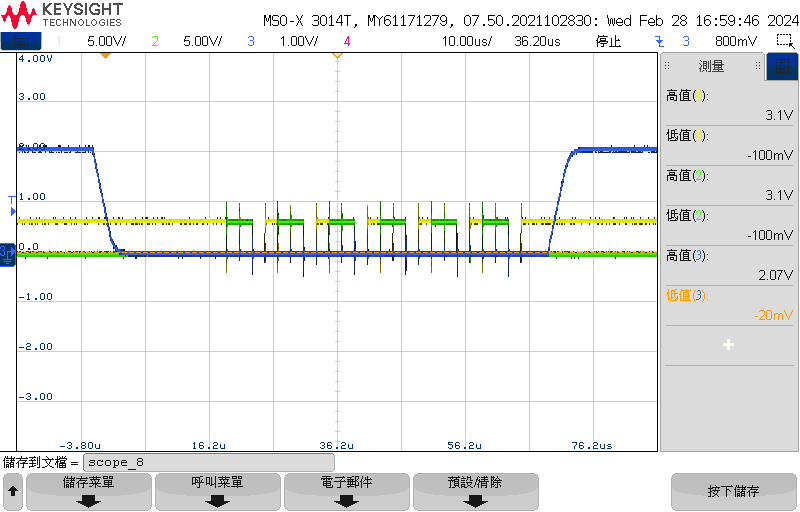 KEYSIGHT
TECHNOLOGIES
MSO-X 3014T, MY61171279, 07.50.2021102830: Wed Feb 28 16:59:46 2024
1 5.00V/ 2 5.00V/ 3 1.00V/ 4 10.00us/ 36.20us 停止 3 800mV
4.00V
3.00
2.00
1.00
0.0
-1.00
-2.00
-3.00
T
3
-3.80u 16.2u 36.2u 56.2u 76.2us
測量
高值(1):
3.1V
低值(1):
-100mV
高值(2):
3.1V
低值(2):
-100mV
高值(3):
2.07V
低值(3):
-20mV
儲存到文檔 = scope_8
儲存菜單 呼叫菜單 電子郵件 預設/清除 按下儲存